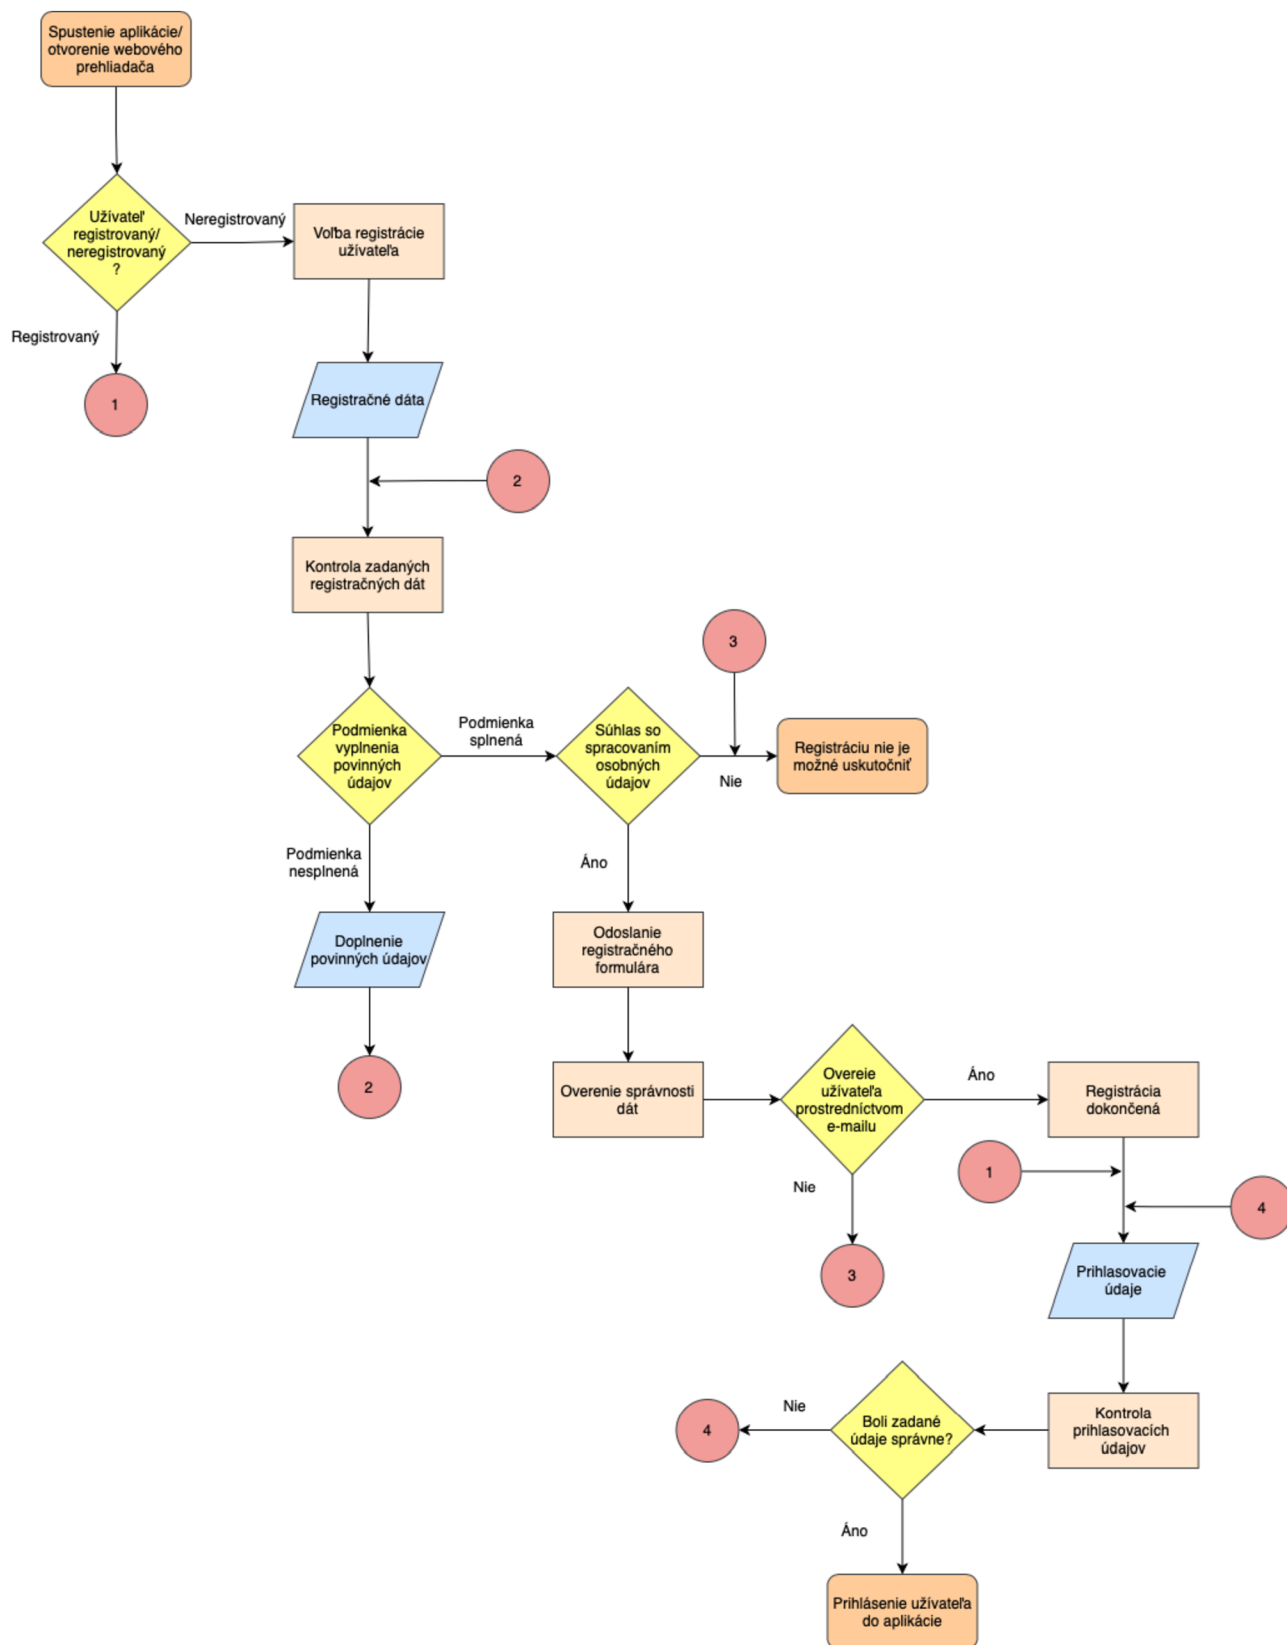 Spustenie aplikácie/
otvorenie webového
prehliadača
Užívateľ
registrovaný/
neregistrovaný
?
Neregistrovaný
Voľba registrácie
užívateľa
Registrovaný
1
Registračné dáta
2
Kontrola zadaných
registračných dát
3
Podmienka
vyplnenia
povinných
údajov
Podmienka
splnená
Súhlas so
spracovaním
osobných
údajov
Nie
Registráciu nie je
možné uskutočniť
Podmienka
nesplnená
Áno
Doplnenie
povinných údajov
Odoslanie
registračného
formulára
2
Overenie správnosti
dát
Overeie
užívateľa
prostredníctvom
e-mailu
Áno
Registrácia
dokončená
Nie
1
4
3
Prihlasovacie
údaje
Kontrola
prihlasovacích
údajov
Boli zadané
údaje správne?
Nie
4
Áno
Prihlásenie užívateľa
do aplikácie